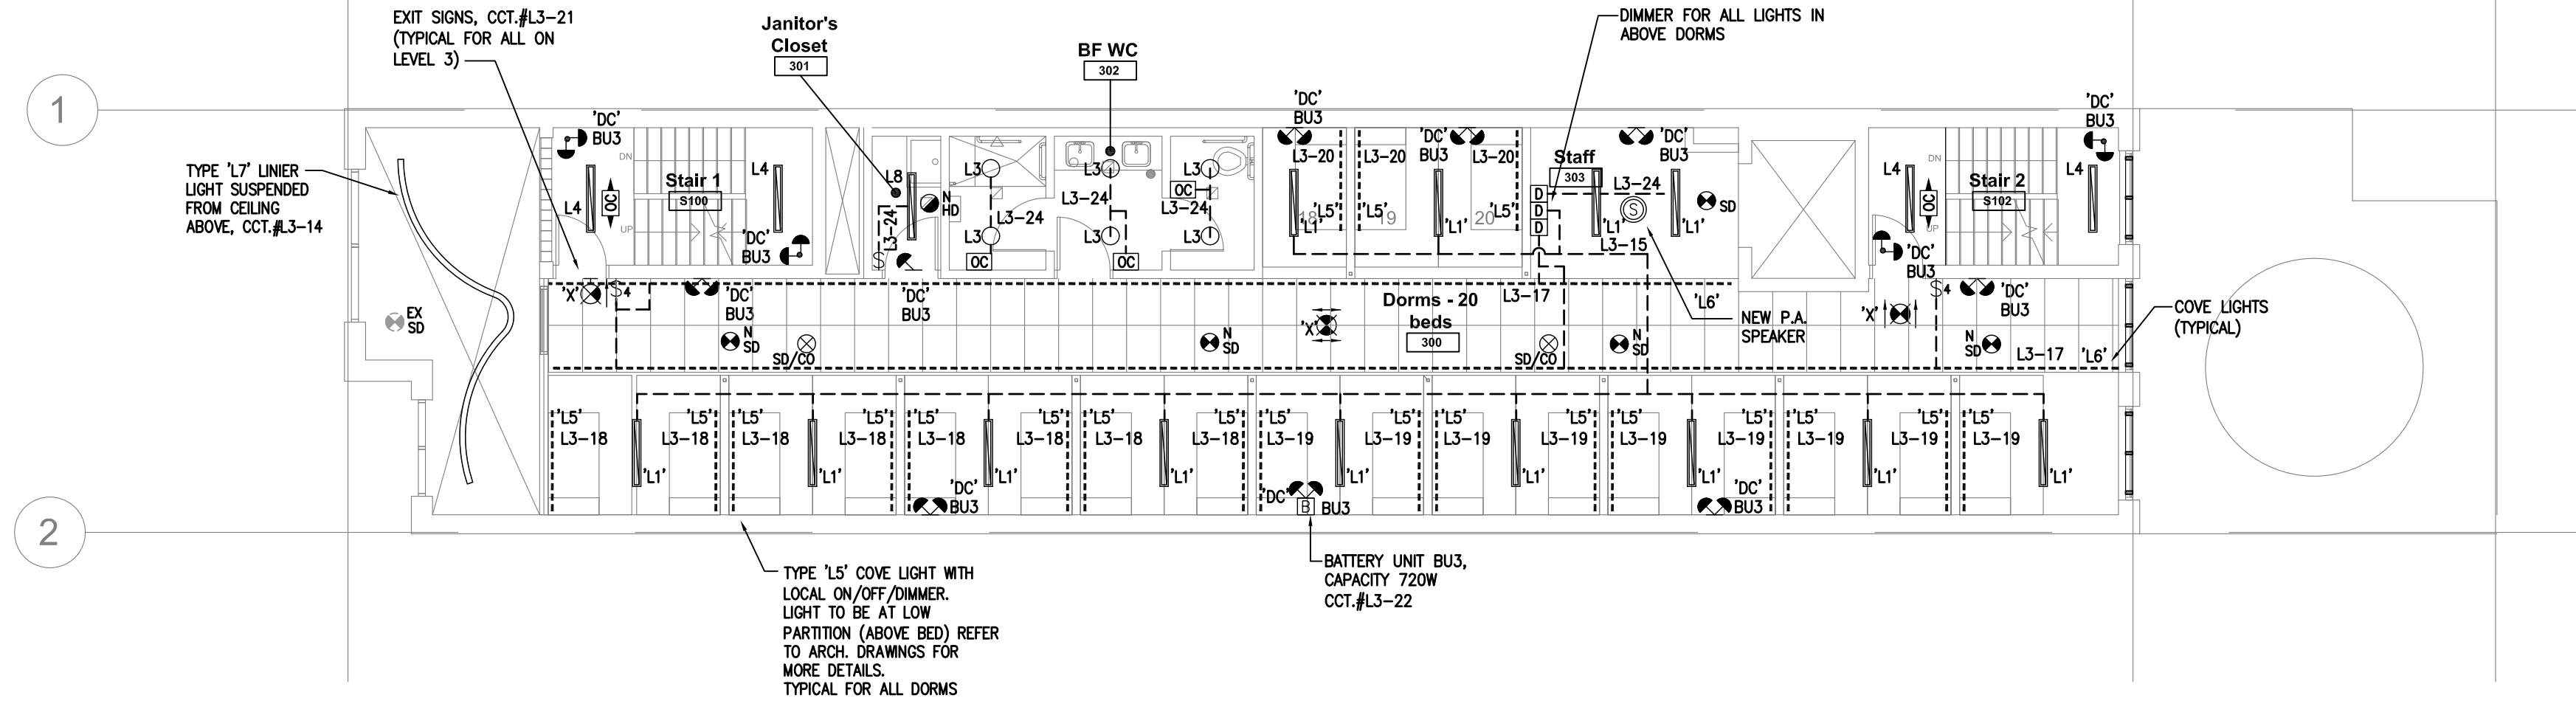 EXIT SIGNS, CCT.#L3-21
(TYPICAL FOR ALL ON
LEVEL 3)
Janitor's
Closet
301
BF WC
302
DIMMER FOR ALL LIGHTS IN
ABOVE DORMS
1
TYPE 'L7' LINIER
LIGHT SUSPENDED
FROM CEILING
ABOVE, CCT.#L3-14
'DC'
BU3
DN
UP
L4
OC
Stair 1
S100
L4
'DC'
BU3
L8
L3-24
S
N
HD
L3
L3-24
L3
OC
L3
L3-24
L3
OC
L3
OC
L3-24
L3
'DC'
BU3
L3-20
'L1'
'L5'
18
L3-20
'L5'
19
'DC'
BU3
L3-20
'L1'
'L5'
20
'DC'
BU3
Staff
303
D
D
D
L3-24
S
'L1'
L3-15
'L1'
SD
L4
OC
DN
UP
Stair 2
S102
L4
'DC'
BU3
'DC'
BU3
EX
SD
'X'
S4
'DC'
BU3
N
SD
SD/CO
'DC'
BU3
N
SD
'X'
Dorms - 20
beds
300
L3-17
SD/CO
N
SD
'L6'
NEW P.A.
SPEAKER
'X'
S4
'DC'
BU3
N
SD
L3-17
'L6'
COVE LIGHTS
(TYPICAL)
'L5'
L3-18
'L1'
'L5'
L3-18
'L5'
L3-18
'L1'
'L5'
L3-18
'L5'
L3-18
'DC'
BU3
'L1'
'L5'
L3-18
'L5'
L3-18
'L1'
'L5'
L3-18
'L5'
L3-19
'DC'
B
BU3
'L1'
'L5'
L3-19
'L5'
L3-19
'L1'
'L5'
L3-19
'L5'
L3-19
'L1'
'L5'
L3-19
'DC'
BU3
'L5'
L3-19
'L1'
'L5'
L3-19
'L5'
L3-19
'L1'
2
TYPE 'L5' COVE LIGHT WITH
LOCAL ON/OFF/DIMMER.
LIGHT TO BE AT LOW
PARTITION (ABOVE BED) REFER
TO ARCH. DRAWINGS FOR
MORE DETAILS.
TYPICAL FOR ALL DORMS
BATTERY UNIT BU3,
CAPACITY 720W
CCT.#L3-22